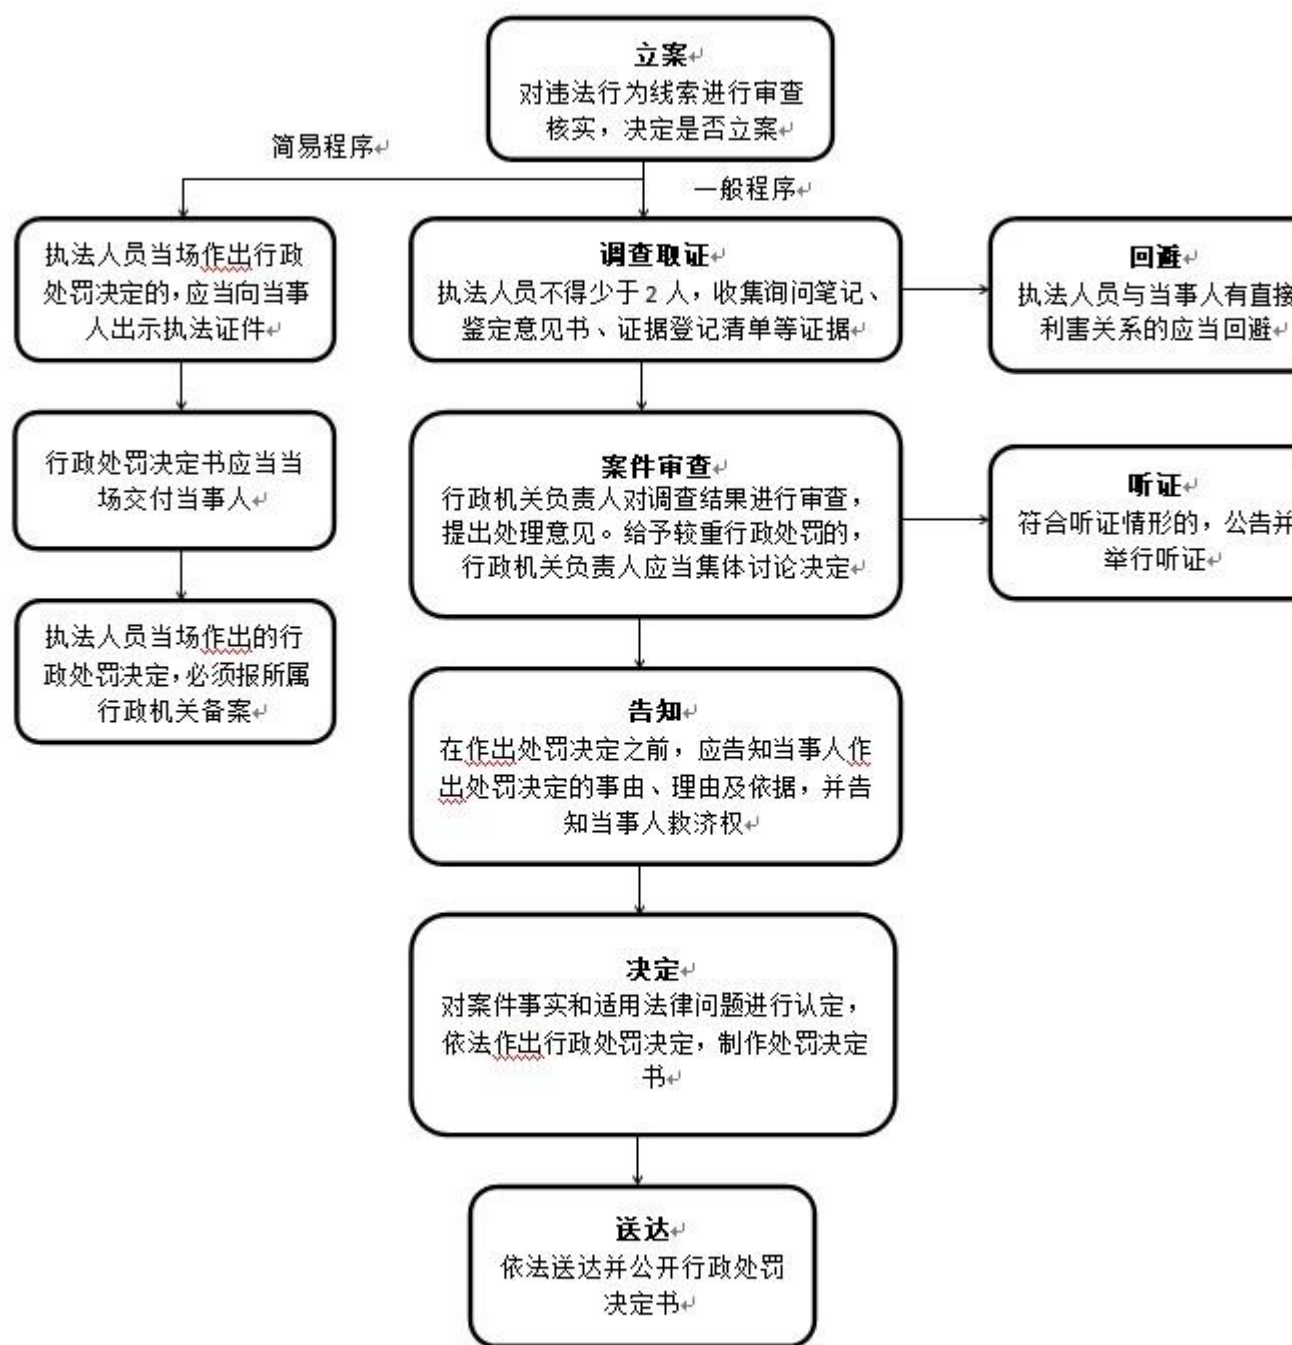 立案
对违法行为线索进行审查
核实，决定是否立案
简易程序
一般程序
执法人员当场作出行政
处罚决定的，应当向当事
人出示执法证件
调查取证
执法人员不得少于2人，收集询问笔记、
鉴定意见书、证据登记清单等证据
回避
执法人员与当事人有直接
利害关系的应当回避
行政处罚决定书应当当
场交付当事人
案件审查
行政机关负责人对调查结果进行审查，
提出处理意见。给予较重行政处罚的，
行政机关负责人应当集体讨论决定
听证
符合听证情形的，公告并
举行听证
执法人员当场作出的行
政处罚决定，必须报所属
行政机关备案
告知
在作出处罚决定之前，应告知当事人作
出处罚决定的事由、理由及依据，并告
知当事人救济权
决定
对案件事实和适用法律问题进行认定，
依法作出行政处罚决定，制作处罚决定
书
送达
依法送达并公开行政处罚
决定书